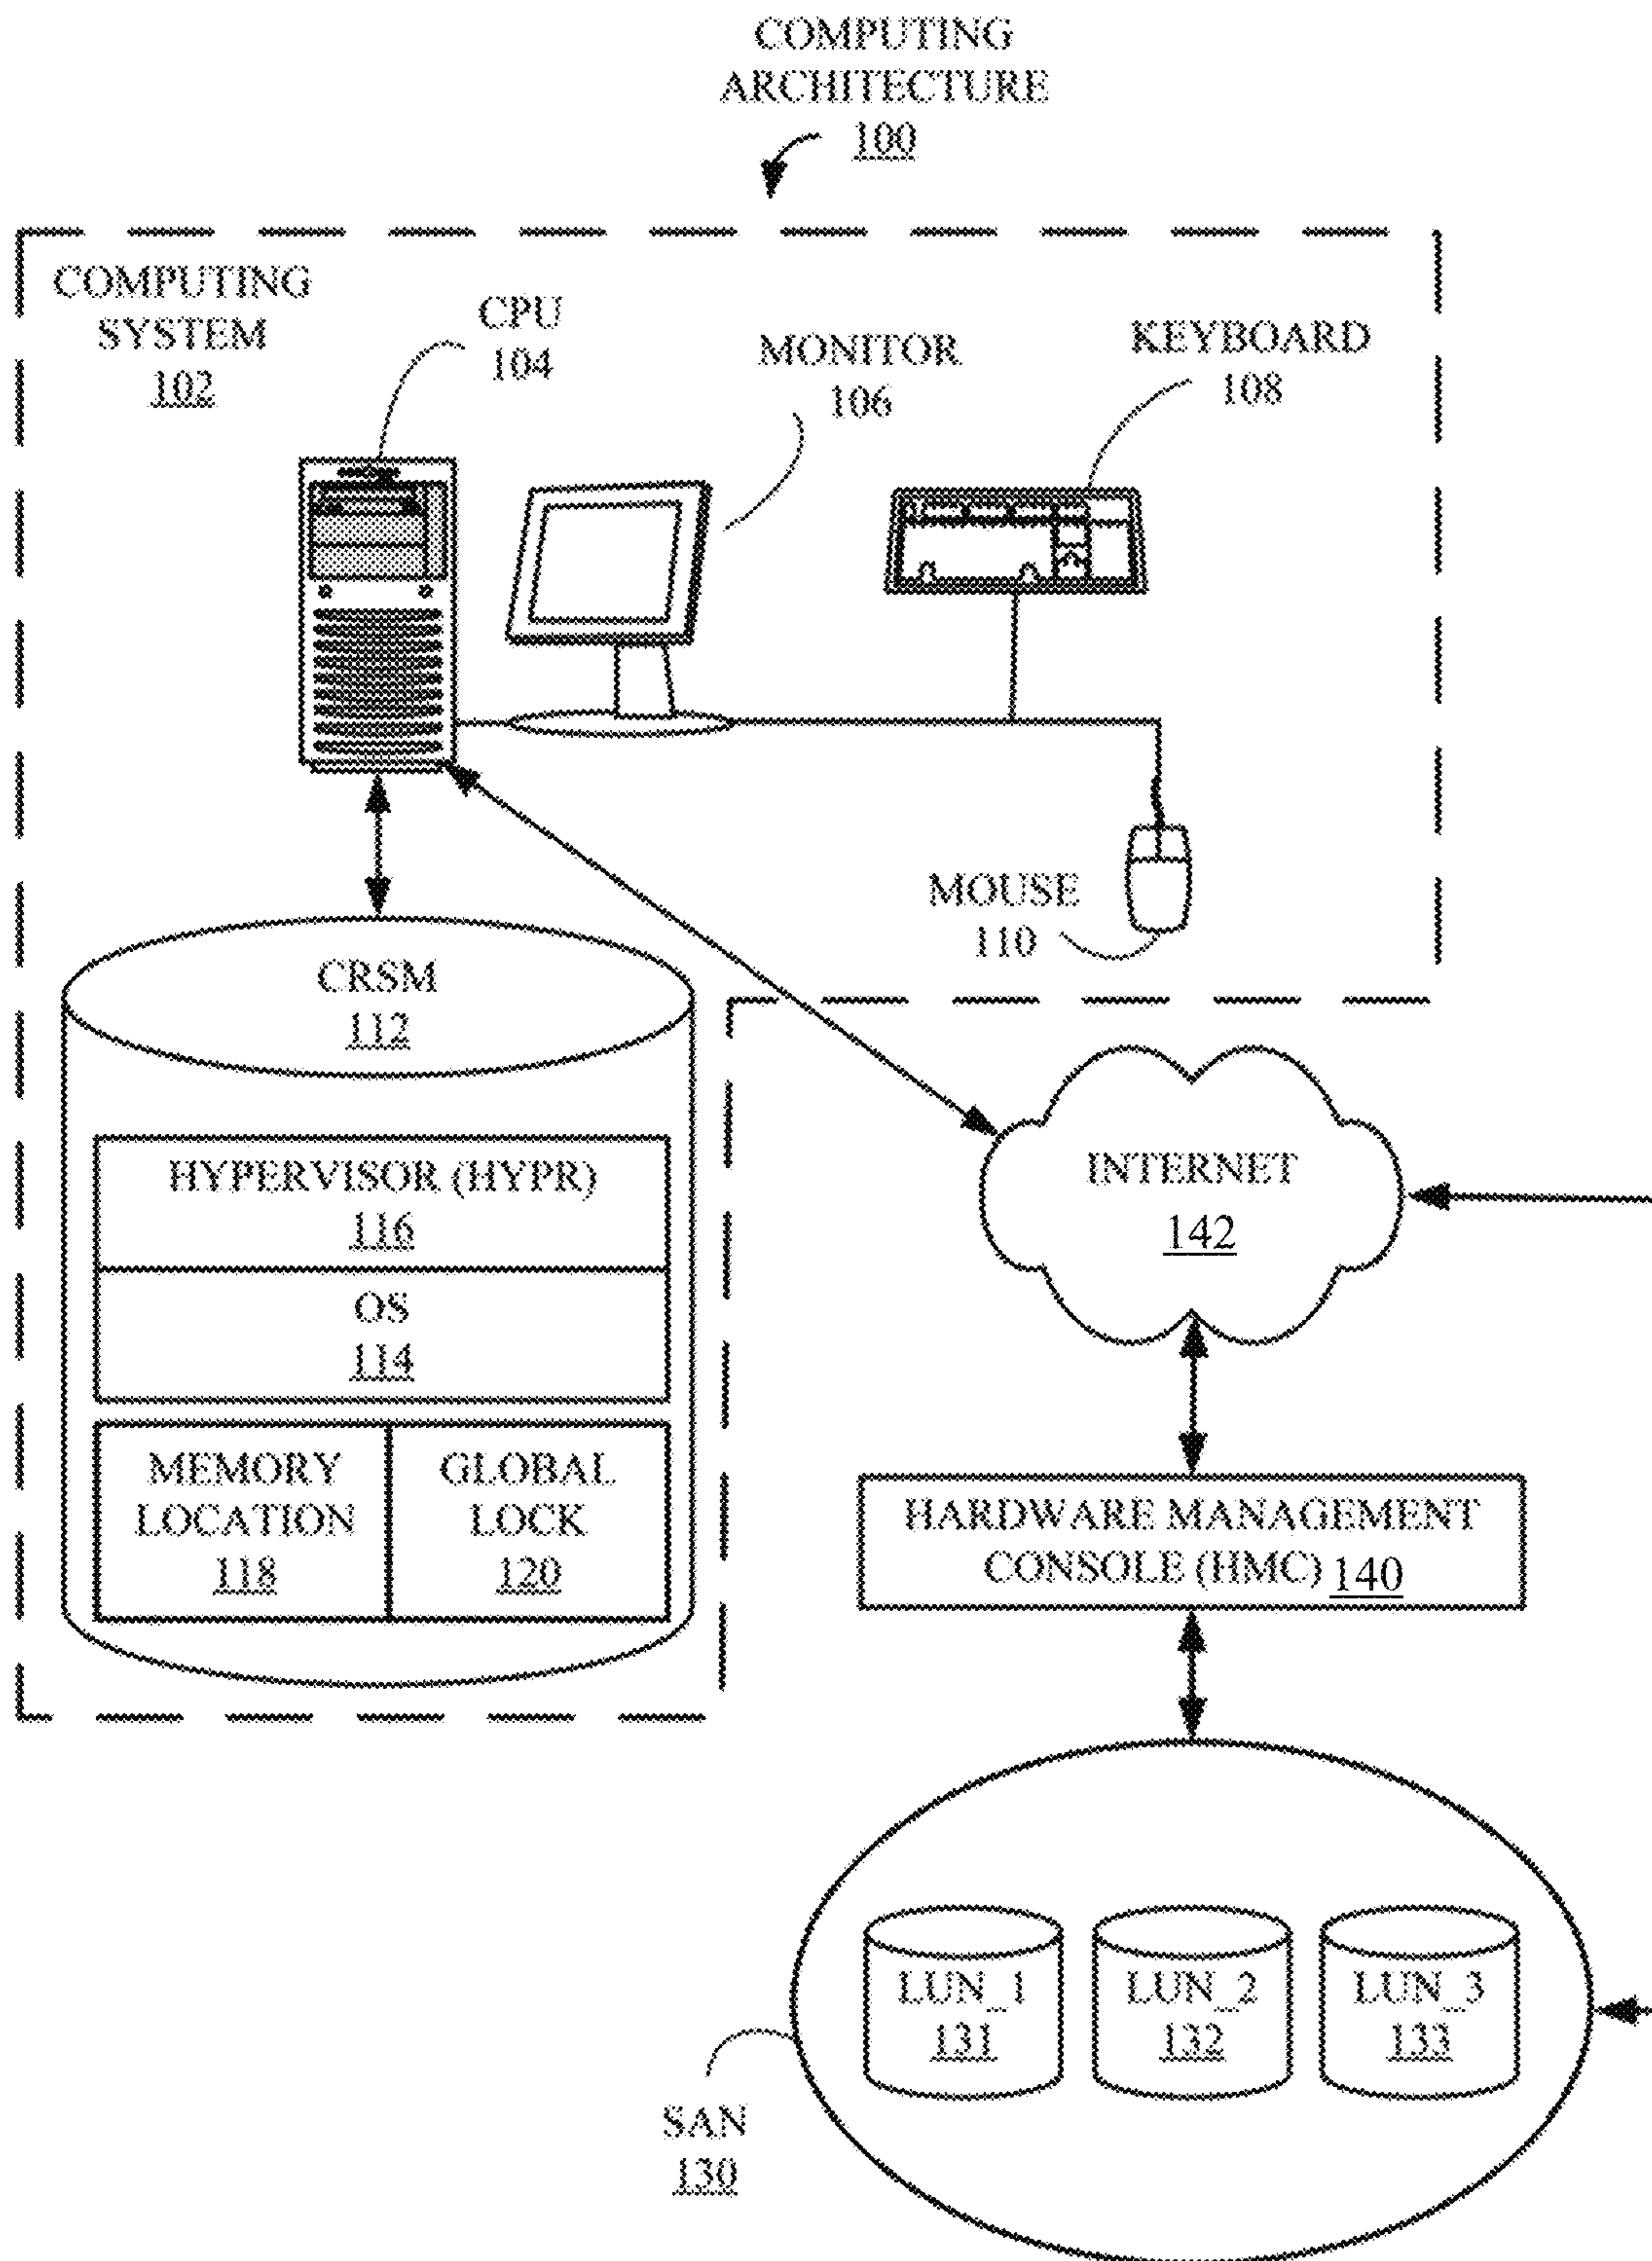 COMPUTING
ARCHITECTURE
100
COMPUTING
SYSTEM
102
CPU
104
MONITOR
106
KEYBOARD
108
MOUSE
110
CRSM
112
HYPERVISOR (HYPR)
116
OS
114
MEMORY
LOCATION
118
GLOBAL
LOCK
120
INTERNET
142
HARDWARE MANAGEMENT
CONSOLE (HMC) 140
LUN_1
131
LUN_2
132
LUN_3
133
SAN
130